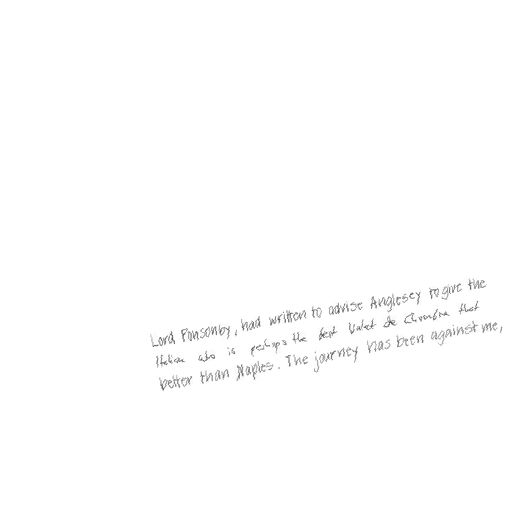 Lord Ponsonby, had written to advise Anglesey to give the
Italian who is perhaps the best Valet de Chambre that
better than Naples. The journey has been against me,